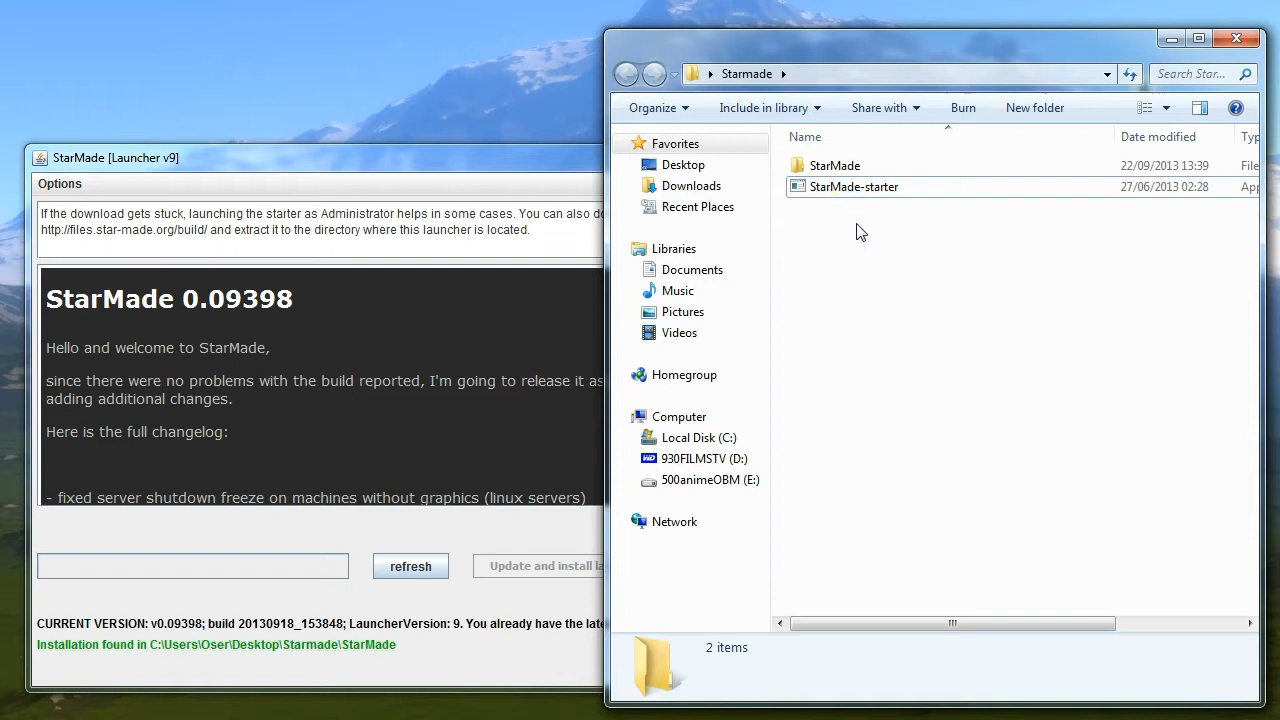 StarMade [Launcher v9]
Options
If the download gets stuck, launching the starter as Administrativ helps in some cases. You can also do
http://files.star-made.org/build/ and extract it to the directory where this launcher is located.
StarMade 0.09398
Hello and welcome to StarMade,
since there were no problems with the build reported, I'm going to release it as
adding additional changes.
Here is the full changelog:
- fixed server shutdown freeze on machines without graphics (linux servers)
refresh
Update and install la
CURRENT VERSION: v0.09398; build 20130918_153848; LauncherVersion: 9. You already have the late
Installation found in C:\Users\Oser\Desktop\Starmade\StarMade
Starmade
Search Star...
Organize
Include in library
Share with
Burn
New folder
Favorites
Desktop
Downloads
Recent Places
Libraries
Documents
Music
Pictures
Videos
Homegroup
Computer
Local Disk (C:)
930FILMSTV (D:)
500animeOBM (E:)
Network
Name
Date modified
Typ
StarMade
22/09/2013 13:39
File
StarMade-starter
27/06/2013 02:28
App
2 items